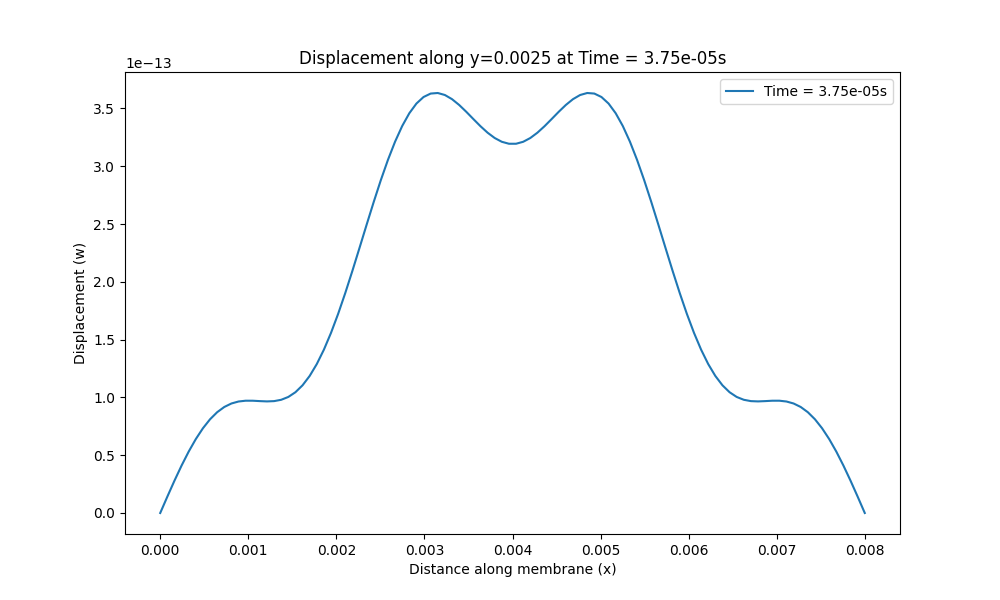 Displacement along y=0.0025 at Time = 3.75e-05s
1e−13
Time = 3.75e-05s
3.5
3.0
2.5
2.0
1.5
1.0
0.5
0.0
Displacement (w)
0.000 0.001 0.002 0.003 0.004 0.005 0.006 0.007 0.008
Distance along membrane (x)